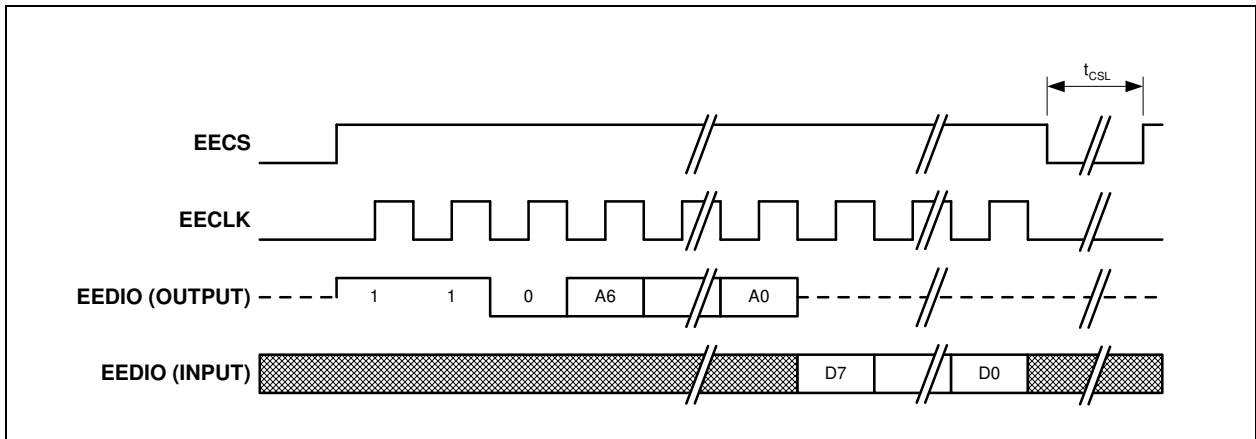 tCSL
EECS
EECLK
EEDIO (OUTPUT)
1 1 0 A6 A0
EEDIO (INPUT)
D7 D0